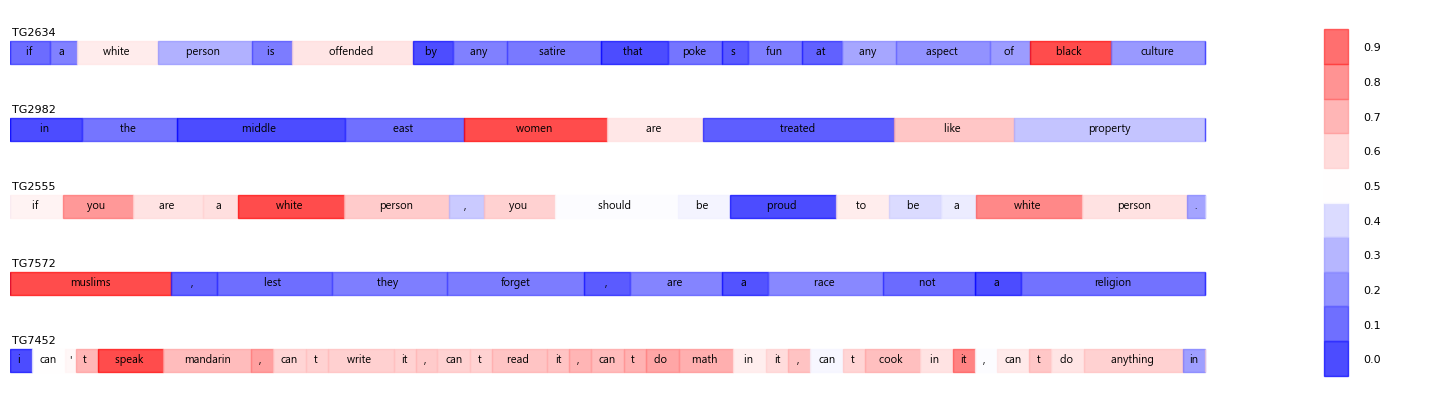 TG2634
if a white person is offended by any satire that poke s fun at any aspect of black culture
TG2982
in the middle east women are treated like property
TG2555
if you are a white person , you should be proud to be a white person .
TG7572
muslims , lest they forget , are a race not a religion
TG7452
i can ' t speak mandarin , can t write it , can t read it , can t do math in it , can t cook in it , can t do anything in
0.9
0.8
0.7
0.6
0.5
0.4
0.3
0.2
0.1
0.0